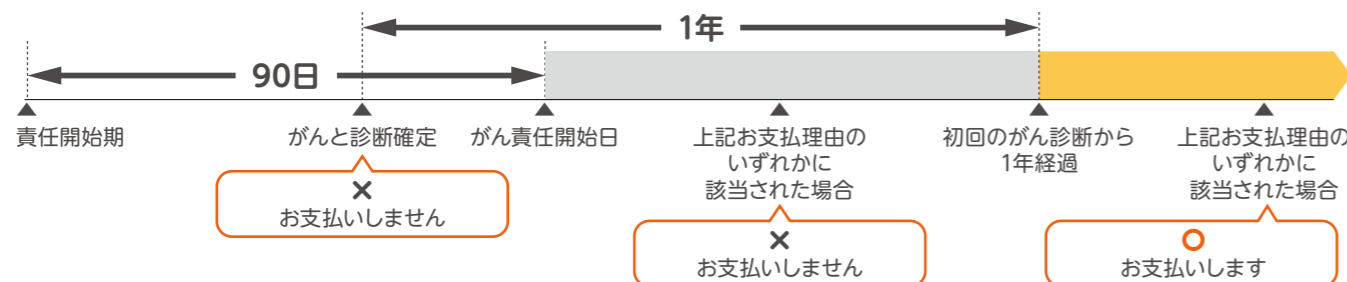 1年
90日
責任開始期
がんと診断確定
がん責任開始日
上記お支払理由の
いずれかに
該当された場合
初回のがん診断から
1年経過
上記お支払理由の
いずれかに
該当された場合
×
お支払いしません
×
お支払いしません
○
お支払いします